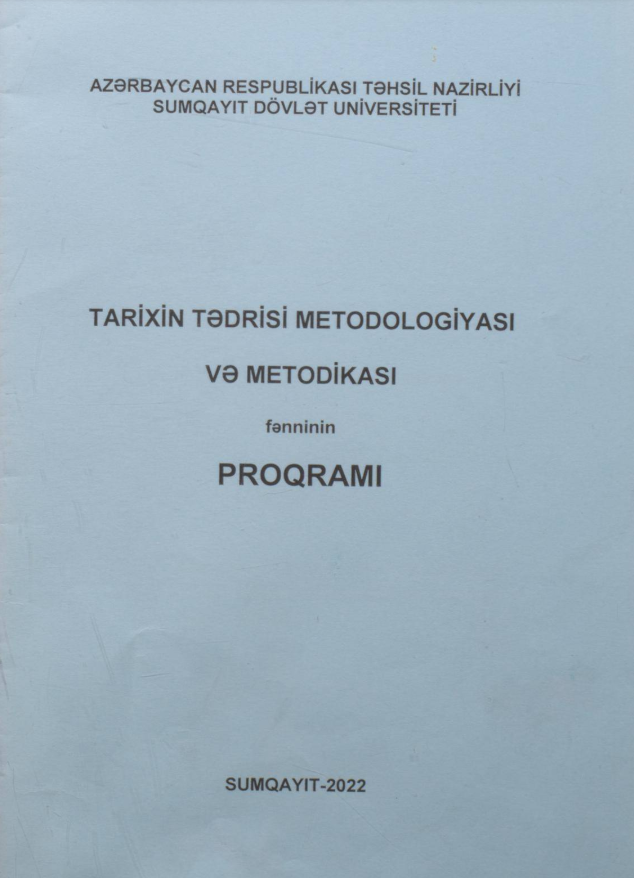 AZƏRBAYCAN RESPUBLİKASI TƏHSİL NAZİRLİYİ
SUMQAYIT DÖVLƏT UNİVERSİTETİ
TARİXİN TƏDRİSİ METODOLOGİYASI
VƏ METODİKASI
fənninin
PROQRAMI
SUMQAYIT-2022